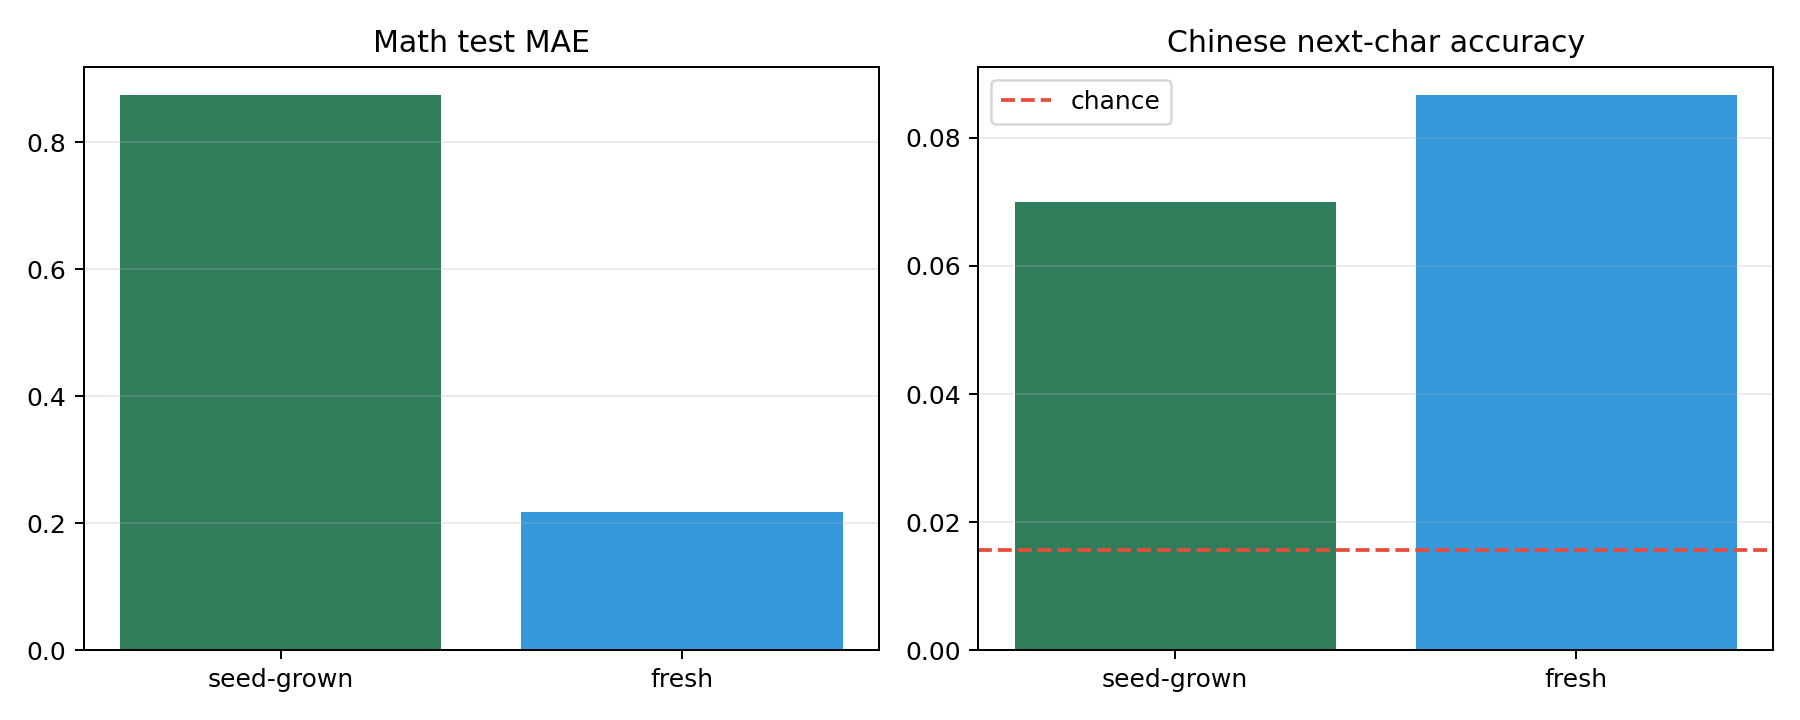 Math test MAE
0.8
0.6
0.4
0.2
0.0
seed-grown
fresh
Chinese next-char accuracy
chance
0.08
0.06
0.04
0.02
0.00
seed-grown
fresh